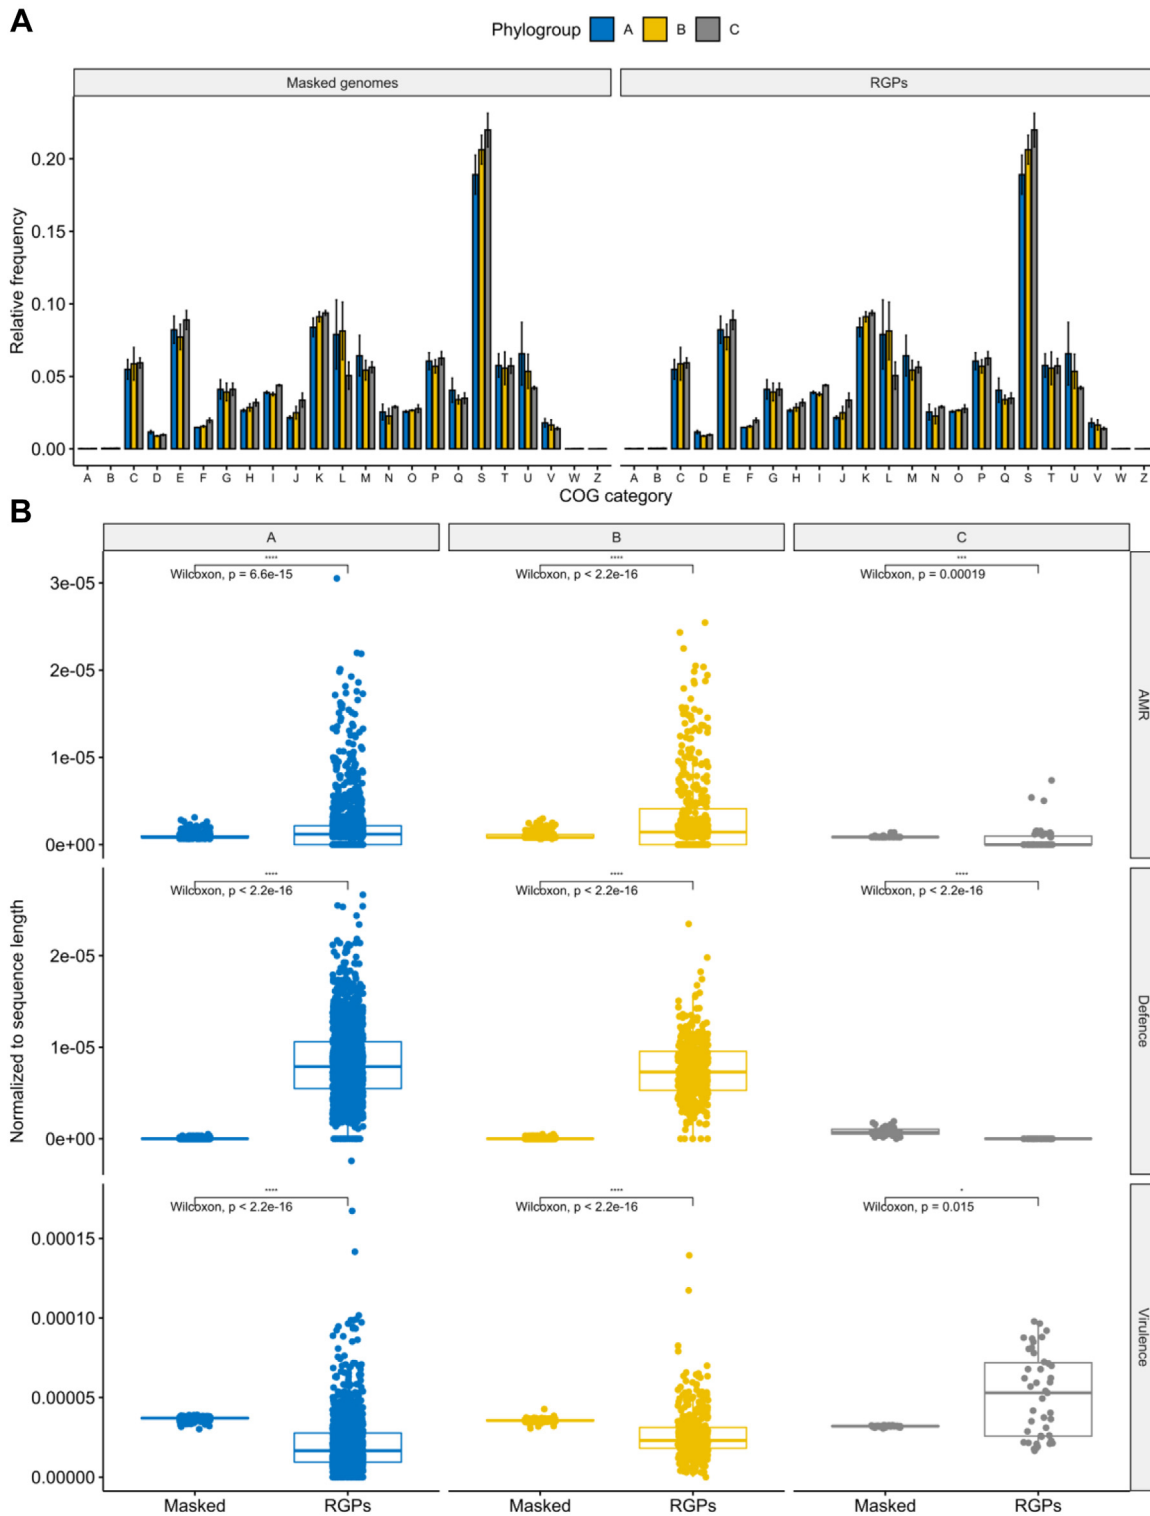 A
Phylogroup A B C
Masked genomes RGPs
Relative frequency
0.20
0.15
0.10
0.05
0.00
A B C D E F G H I J K L M N O P Q S T U V W Z A B C D E F G H I J K L M N O P Q S T U V W Z
COG category
B
A B C
**** **** ***
Wilcoxon, p = 6.6e-15 Wilcoxon, p < 2.2e-16 Wilcoxon, p = 0.00019
3e-05
2e-05
1e-05
0e+00
AMR
**** **** ****
Wilcoxon, p < 2.2e-16 Wilcoxon, p < 2.2e-16 Wilcoxon, p < 2.2e-16
2e-05
1e-05
0e+00
Defence
Normalized to sequence length
**** **** *
Wilcoxon, p < 2.2e-16 Wilcoxon, p < 2.2e-16 Wilcoxon, p = 0.015
0.00015
0.00010
0.00005
0.00000
Virulence
Masked RGPs Masked RGPs Masked RGPs